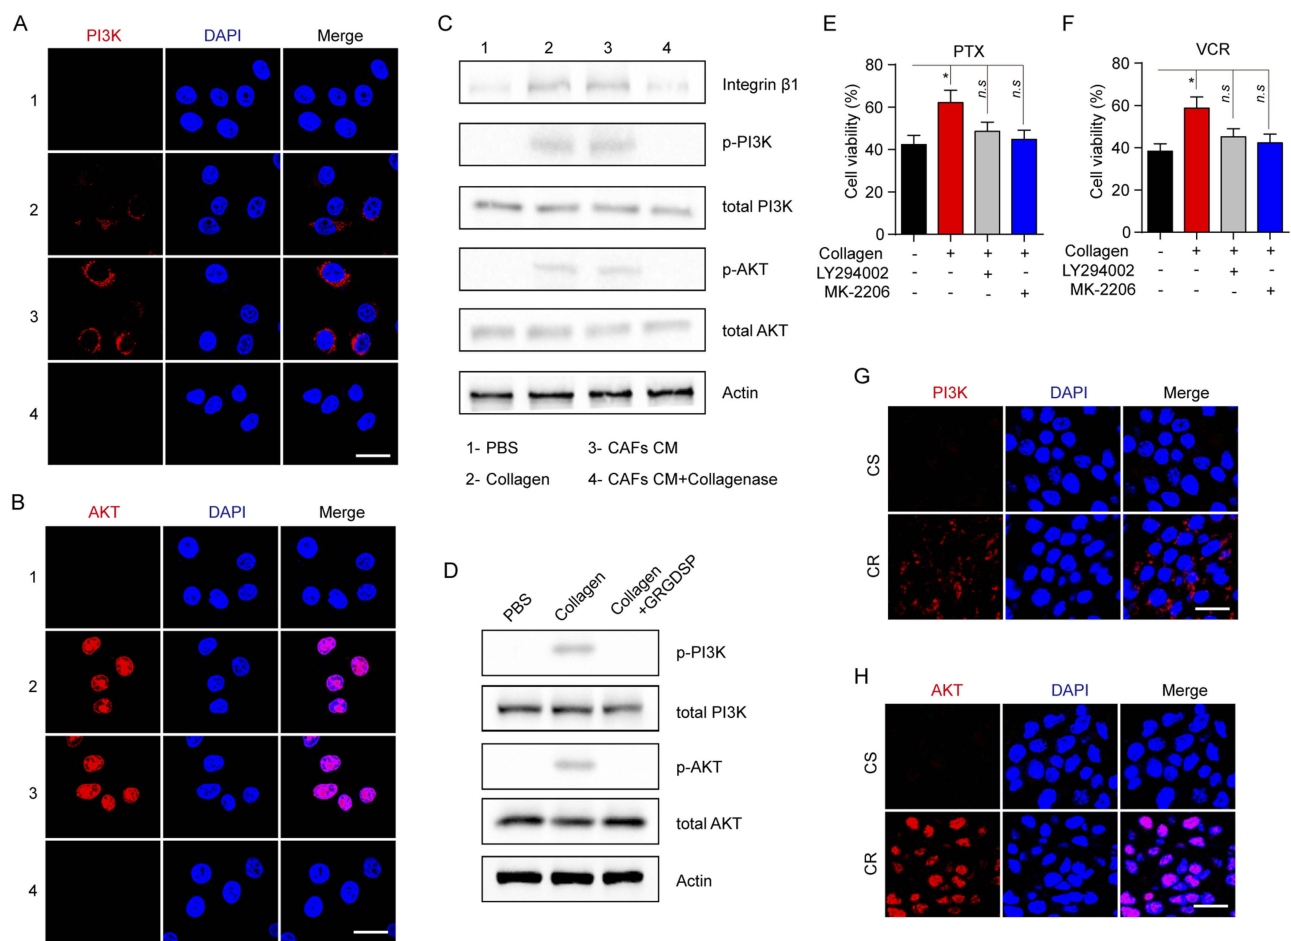 A
PI3K DAPI Merge
1
2
3
4
B
AKT DAPI Merge
1
2
3
4
C
1 2 3 4
Integrin β1
p-PI3K
total PI3K
p-AKT
total AKT
Actin
1- PBS 3- CAFs CM
2- Collagen 4- CAFs CM+Collagenase
D
PBS Collagen Collagen
+GRGDSP
p-PI3K
total PI3K
p-AKT
total AKT
Actin
E
PTX
Cell viability (%)
80
60
40
20
0
* n.s n.s
Collagen - + + +
LY294002 - - + -
MK-2206 - - - +
F
VCR
Cell viability (%)
80
60
40
20
0
* n.s n.s
Collagen - + + +
LY294002 - - + -
MK-2206 - - - +
G
PI3K DAPI Merge
CS
CR
H
AKT DAPI Merge
CS
CR